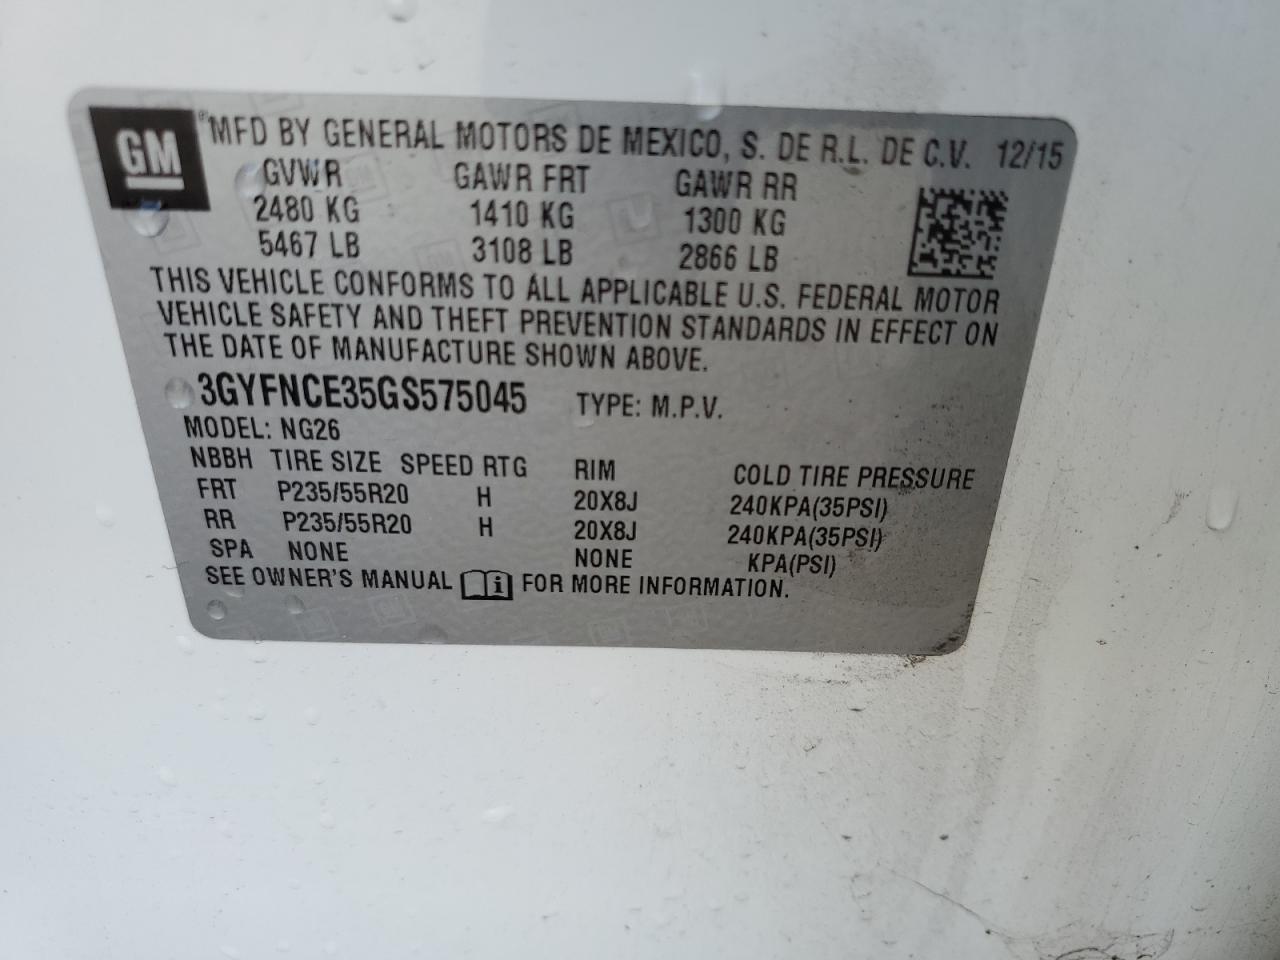 GM
®MFD BY GENERAL MOTORS DE MEXICO, S. DE R.L. DE C.V. 12/15
GVWR GAWR FRT GAWR RR
2480 KG 1410 KG 1300 KG
5467 LB 3108 LB 2866 LB
THIS VEHICLE CONFORMS TO ALL APPLICABLE U.S. FEDERAL MOTOR
VEHICLE SAFETY AND THEFT PREVENTION STANDARDS IN EFFECT ON
THE DATE OF MANUFACTURE SHOWN ABOVE.
3GYFNCE35GS575045 TYPE: M.P.V.
MODEL: NG26
NBBH TIRE SIZE SPEED RTG RIM COLD TIRE PRESSURE
FRT P235/55R20 H 20X8J 240KPA(35PSI)
RR P235/55R20 H 20X8J 240KPA(35PSI)
SPA NONE NONE KPA(PSI)
SEE OWNER'S MANUAL i FOR MORE INFORMATION.